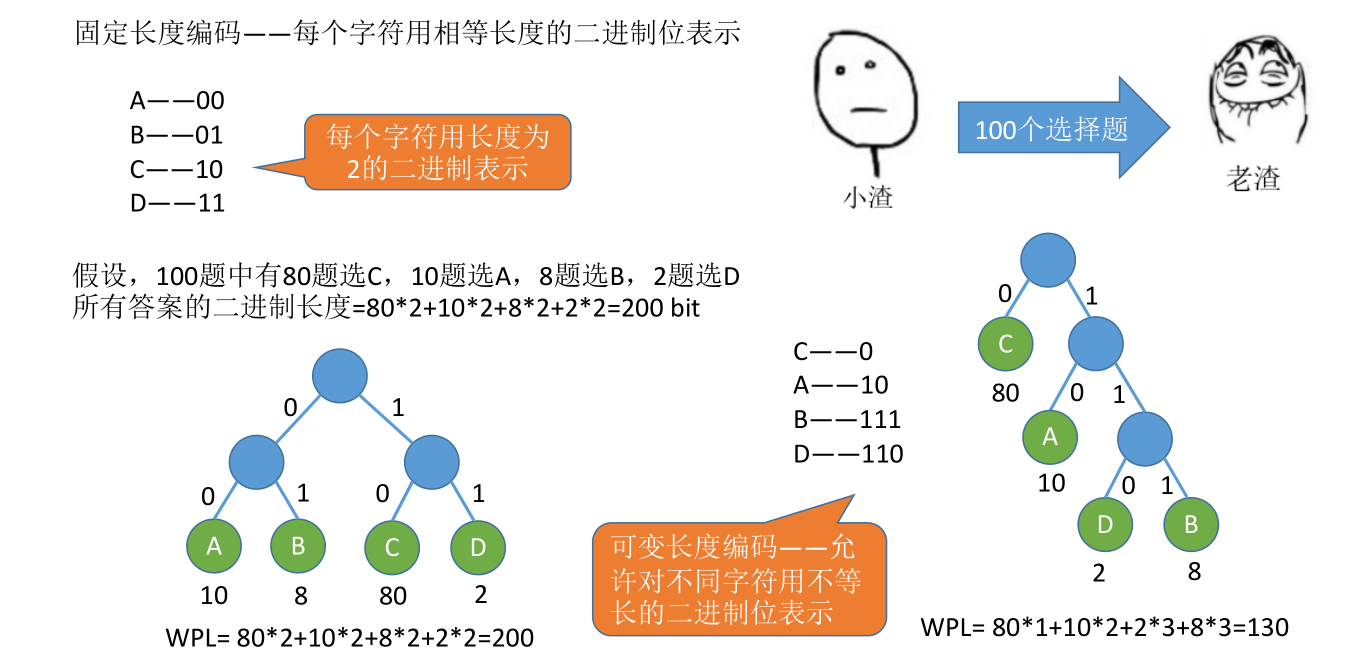 固定长度编码——每个字符用相等长度的二进制位表示
A——00
B——01
C——10
D——11
每个字符用长度为
2的二进制表示
小渣
100个选择题
老渣
假设，100题中有80题选C，10题选A，8题选B，2题选D
所有答案的二进制长度=80*2+10*2+8*2+2*2=200 bit
0
1
0
1
0
1
A
B
C
D
10
8
80
2
WPL= 80*2+10*2+8*2+2*2=200
C——0
A——10
B——111
D——110
可变长度编码——允
许对不同字符用不等
长的二进制位表示
0
1
C
80
0
1
A
10
0
1
D
B
2
8
WPL= 80*1+10*2+2*3+8*3=130